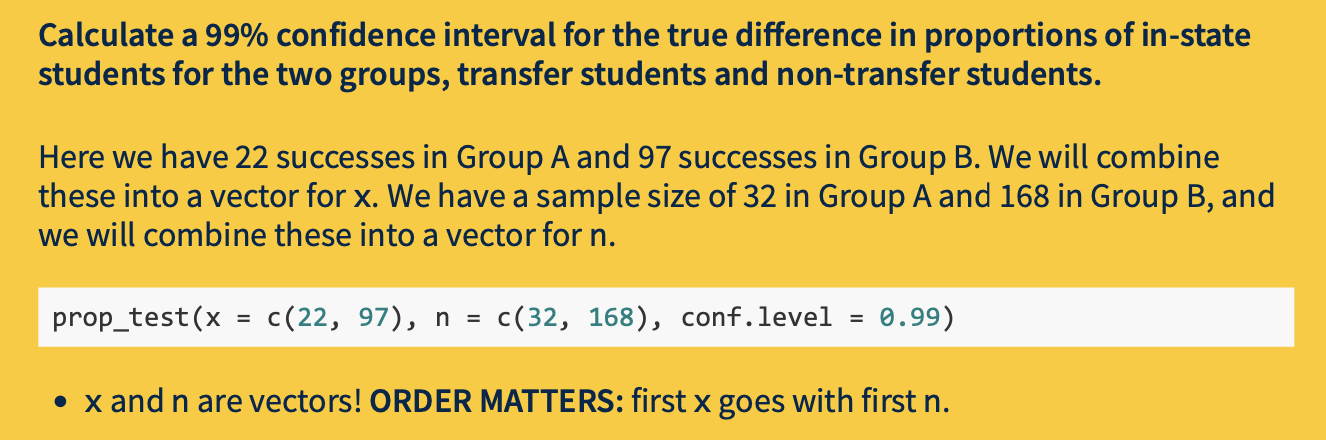 Calculate a 99% confidence interval for the true difference in proportions of in-state
students for the two groups, transfer students and non-transfer students.
Here we have 22 successes in Group A and 97 successes in Group B. We will combine
these into a vector for x. We have a sample size of 32 in Group A and 168 in Group B, and
we will combine these into a vector for n.
prop_test(x = c(22, 97), n = c(32, 168), conf.level = 0.99)
• x and n are vectors! ORDER MATTERS: first x goes with first n.